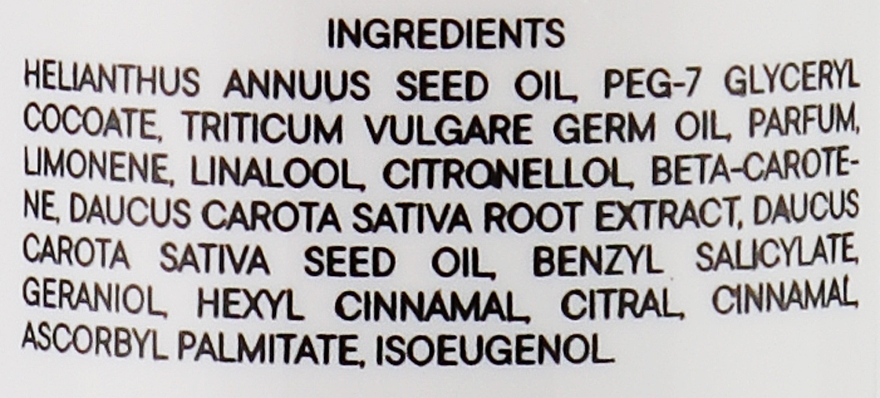 INGREDIENTS
HELIANTHUS ANNUUS SEED OIL, PEG-7 GLYCERYL
COCOATE, TRITICUM VULGARE GERM OIL, PARFUM,
LIMONENE, LINALOOL, CITRONELLOL, BETA-CAROTE-
NE, DAUCUS CAROTA SATIVA ROOT EXTRACT, DAUCUS
CAROTA SATIVA SEED OIL, BENZYL SALICYLATE,
GERANIOL, HEXYL CINNAMAL, CITRAL, CINNAMAL,
ASCORBYL PALMITATE, ISOEUGENOL.